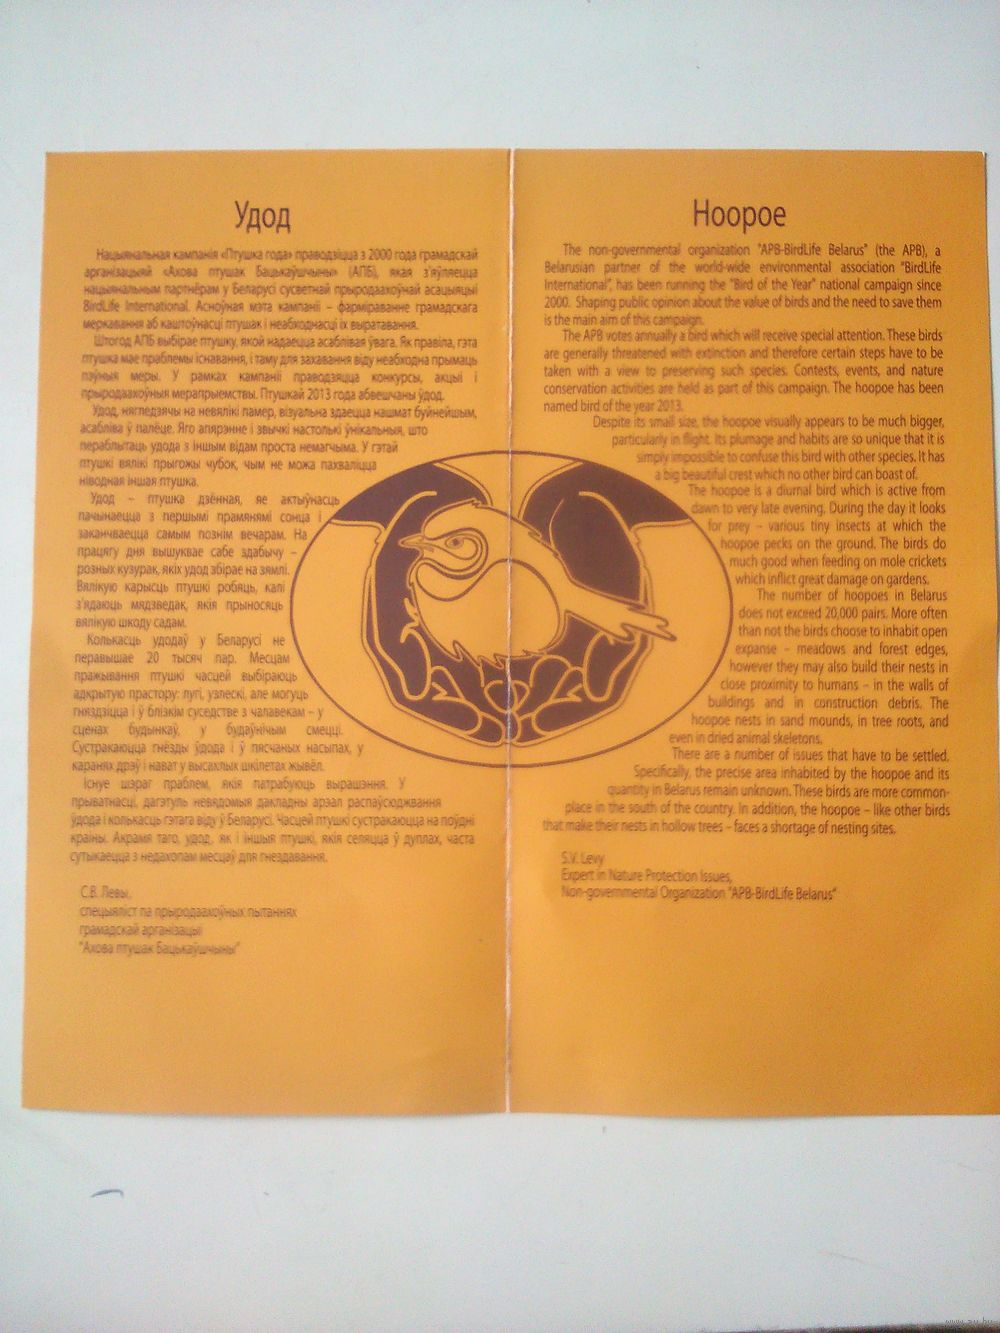 Удод
Нацыянальная кампанія «Птушка года» праводзіцца з 2000 года грамадскай
арганізацыяй «Ахова птушак Бацькаўшчыны» (АПБ), якая з'яўляецца
нацыянальным партнёрам у Беларусі сусветнай прыродаахоўнай асацыяцыі
BirdLife International. Асноўная мэта кампаніі – фарміраванне грамадскага
меркавання аб каштоўнасці птушак і неабходнасці іх выратавання.
Штогод АПБ выбірае птушку, якой надаецца асаблівая ўвага. Як правіла, гэта
птушка мае праблемы існавання, і таму для захавання віду неабходна прымаць
пэўныя меры. У рамках кампаніі праводзяцца конкурсы, акцыі і
прыродаахоўныя мерапрыемствы. Птушкай 2013 года абвешчаны ўдод.
Удод, нягледзячы на невялікі памер, візуальна здаецца нашмат буйнейшым,
асабліва ў палёце. Яго апярэнне і звычкі настолькі ўнікальныя, што
пераблытаць удода з іншым відам проста немагчыма. У гэтай
птушкі вялікі прыгожы чубок, чым не можа пахваліцца
ніводная іншая птушка.
Удод – птушка дзённая, яе актыўнасць
пачынаецца з першымі прамянямі сонца і
заканчваецца самым познім вечарам. На
працягу дня вышуквае сабе здабычу –
розных кузурак, якіх удод збірае на зямлі.
Вялікую карысць птушкі робяць, калі
з'ядаюць мядзведак, якія прыносяць
вялікую шкоду садам.
Колькасць удодаў у Беларусі не
перавышае 20 тысяч пар. Месцам
пражывання птушкі часцей выбіраюць
адкрытую прастору: лугі, узлескі, але могуць
гняздзіцца і ў блізкім суседстве з чалавекам – у
сценах будынкаў, у будаўнічым смецці.
Сустракаюцца гнёзды ўдода і ў пясчаных насыпах, у
каранях дрэў і нават у высахлых шкілетах жывёл.
Існуе шэраг праблем, якія патрабуюць вырашэння. У
прыватнасці, дагэтуль невядомыя дакладны арэал распаўсюджвання
ўдода і колькасць гэтага віду ў Беларусі. Часцей птушкі сустракаюцца на поўдні
краіны. Акрамя таго, удод, як і іншыя птушкі, якія селяцца ў дуплах, часта
сутыкаецца з недахопам месцаў для гнездавання.
С.В. Левы,
спецыяліст па прыродаахоўных пытаннях
грамадскай арганізацыі
"Ахова птушак Бацькаўшчыны"
Hoopoe
The non-governmental organization "APB-BirdLife Belarus" (the APB), a
Belarusian partner of the world-wide environmental association "BirdLife
International", has been running the "Bird of the Year" national campaign since
2000. Shaping public opinion about the value of birds and the need to save them
is the main aim of this campaign.
The APB votes annually a bird which will receive special attention. These birds
are generally threatened with extinction and therefore certain steps have to be
taken with a view to preserving such species. Contests, events, and nature
conservation activities are held as part of this campaign. The hoopoe has been
named bird of the year 2013.
Despite its small size, the hoopoe visually appears to be much bigger,
particularly in flight. Its plumage and habits are so unique that it is
simply impossible to confuse this bird with other species. It has
a big beautiful crest which no other bird can boast of.
The hoopoe is a diurnal bird which is active from
dawn to very late evening. During the day it looks
for prey – various tiny insects at which the
hoopoe pecks on the ground. The birds do
much good when feeding on mole crickets
which inflict great damage on gardens.
The number of hoopoes in Belarus
does not exceed 20,000 pairs. More often
than not the birds choose to inhabit open
expanse – meadows and forest edges,
however they may also build their nests in
close proximity to humans – in the walls of
buildings and in construction debris. The
hoopoe nests in sand mounds, in tree roots, and
even in dried animal skeletons.
There are a number of issues that have to be settled.
Specifically, the precise area inhabited by the hoopoe and its
quantity in Belarus remain unknown. These birds are more common-
place in the south of the country. In addition, the hoopoe – like other birds
that make their nests in hollow trees – faces a shortage of nesting sites.
S.V. Levy
Expert in Nature Protection Issues,
Non-governmental Organization "APB-BirdLife Belarus"